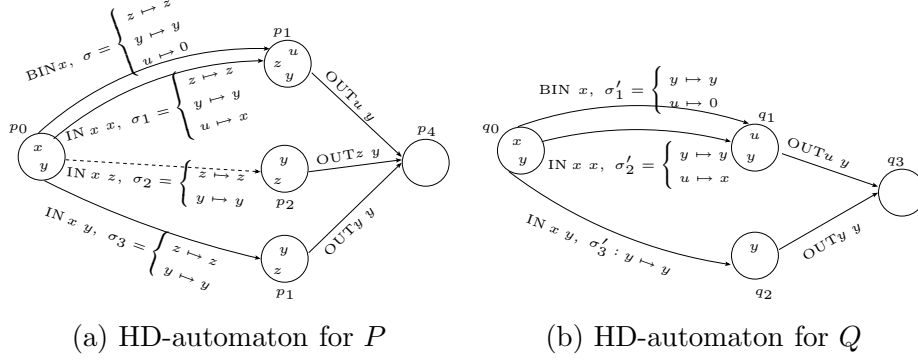 BIN x, σ = { z ↦ z
y ↦ y
u ↦ 0
p₁
u
z
y
IN x x, σ₁ = { z ↦ z
y ↦ y
u ↦ x
OUT u y
p₀
x
y
IN x z, σ₂ = { z ↦ z
y ↦ y
y
z
p₂
OUT z y
p₄
IN x y, σ₃ = { z ↦ z
y ↦ y
y
z
p₁
OUT y y
(a) HD-automaton for P
BIN x, σ′₁ = { y ↦ y
u ↦ 0
q₁
u
y
q₀
x
y
IN x x, σ′₂ = { y ↦ y
u ↦ x
OUT u y
q₃
IN x y, σ′₃ : y ↦ y
y
q₂
OUT y y
(b) HD-automaton for Q